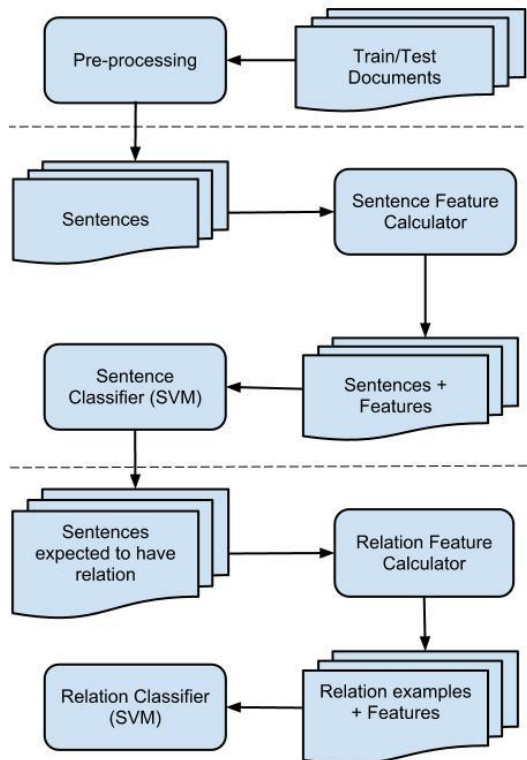 Pre-processing
Train/Test
Documents
Sentences
Sentence Feature
Calculator
Sentence
Classifier (SVM)
Sentences +
Features
Sentences
expected to have
relation
Relation Feature
Calculator
Relation Classifier
(SVM)
Relation examples
+ Features